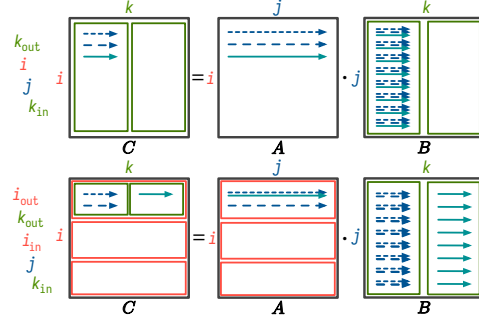 k j k
k_out
i
j
k_in
i = i · j
C A B
k j k
i_out
k_out
i_in
j
k_in
i = i · j
C A B